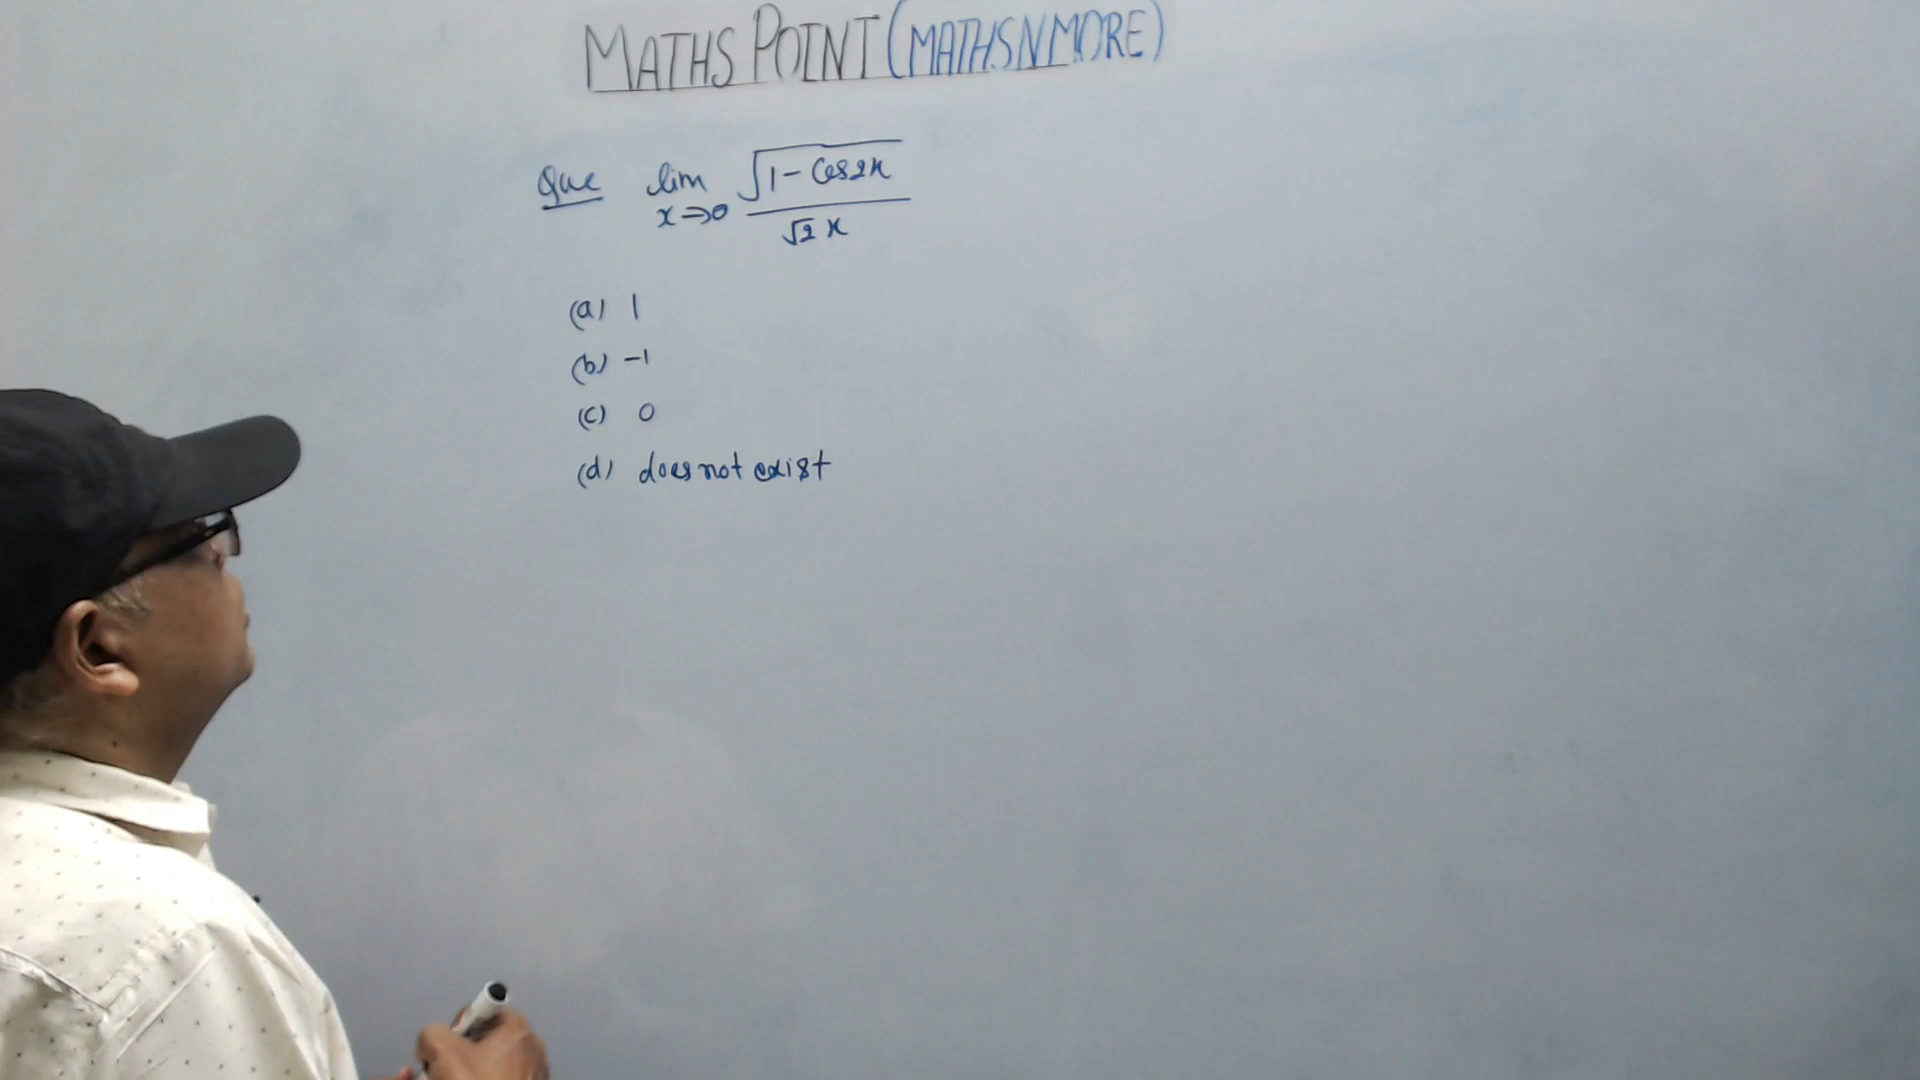 MATHS POINT (MATHSNMORE)
Que lim x→0 √(1-Cos2x) / √2 x
(a) 1
(b) -1
(c) 0
(d) does not exist